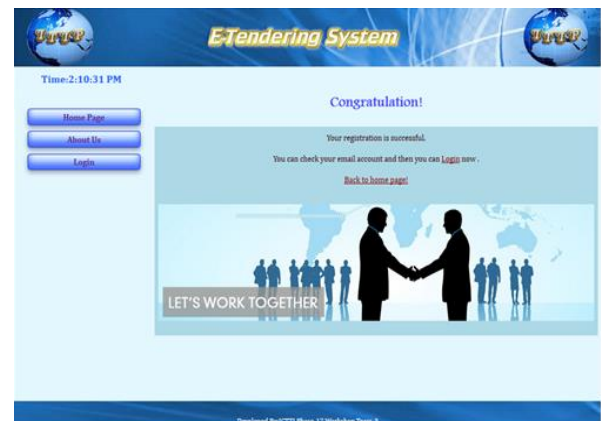 E-Tendering System
Time:2:10:31 PM
Home Page
About Us
Login
Congratulation!
Your registration is successful.
You can check your email account and then you can Login now .
Back to home page!
LET'S WORK TOGETHER